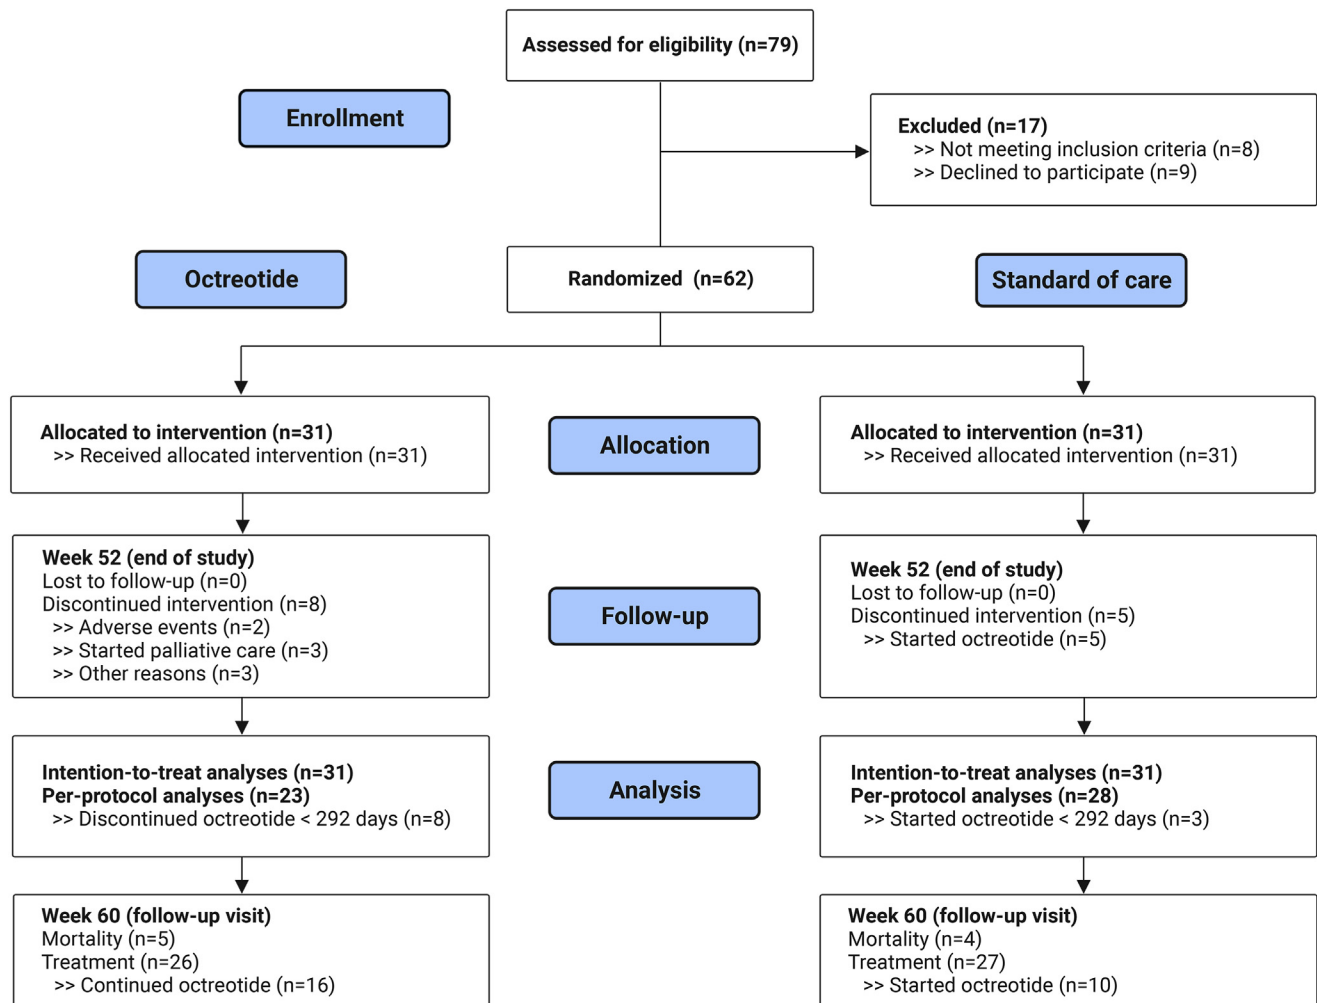 Assessed for eligibility (n=79)
Enrollment
Excluded (n=17)
>> Not meeting inclusion criteria (n=8)
>> Declined to participate (n=9)
Octreotide
Randomized (n=62)
Standard of care
Allocated to intervention (n=31)
>> Received allocated intervention (n=31)
Allocation
Allocated to intervention (n=31)
>> Received allocated intervention (n=31)
Week 52 (end of study)
Lost to follow-up (n=0)
Discontinued intervention (n=8)
>> Adverse events (n=2)
>> Started palliative care (n=3)
>> Other reasons (n=3)
Follow-up
Week 52 (end of study)
Lost to follow-up (n=0)
Discontinued intervention (n=5)
>> Started octreotide (n=5)
Intention-to-treat analyses (n=31)
Per-protocol analyses (n=23)
>> Discontinued octreotide < 292 days (n=8)
Analysis
Intention-to-treat analyses (n=31)
Per-protocol analyses (n=28)
>> Started octreotide < 292 days (n=3)
Week 60 (follow-up visit)
Mortality (n=5)
Treatment (n=26)
>> Continued octreotide (n=16)
Week 60 (follow-up visit)
Mortality (n=4)
Treatment (n=27)
>> Started octreotide (n=10)